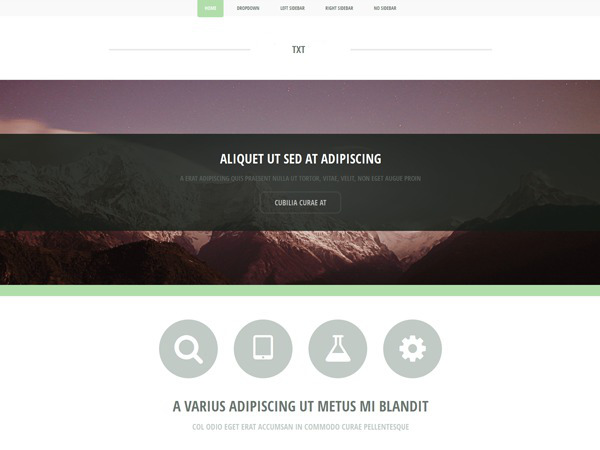 HOME DROPDOWN LEFT SIDEBAR RIGHT SIDEBAR NO SIDEBAR
TXT
ALIQUET UT SED AT ADIPISCING
A ERAT ADIPISCING QUIS PRAESENT NULLA UT TORTOR, VITAE, VELIT, NON EGET AUGUE PROIN
CUBILIA CURAE AT
A VARIUS ADIPISCING UT METUS MI BLANDIT
COL ODIO EGET ERAT ACCUMSAN IN COMMODO CURAE PELLENTESQUE